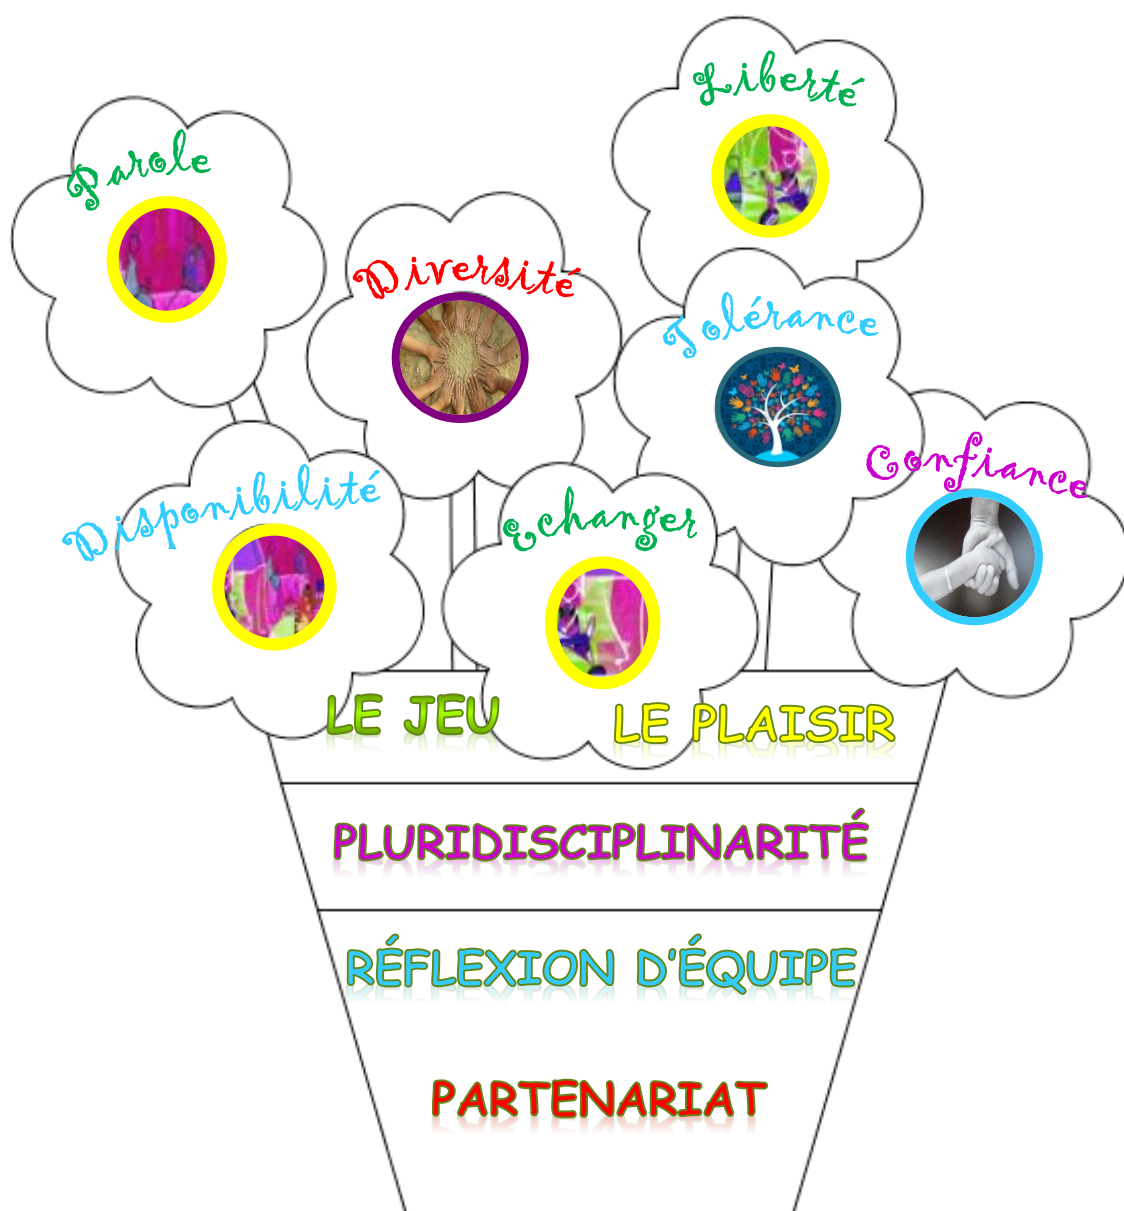 Liberté
Parole
Diversité
Tolérance
Confiance
Disponibilité
Echanger
LE JEU
LE PLAISIR
PLURIDISCIPLINARITÉ
RÉFLEXION D'ÉQUIPE
PARTENARIAT